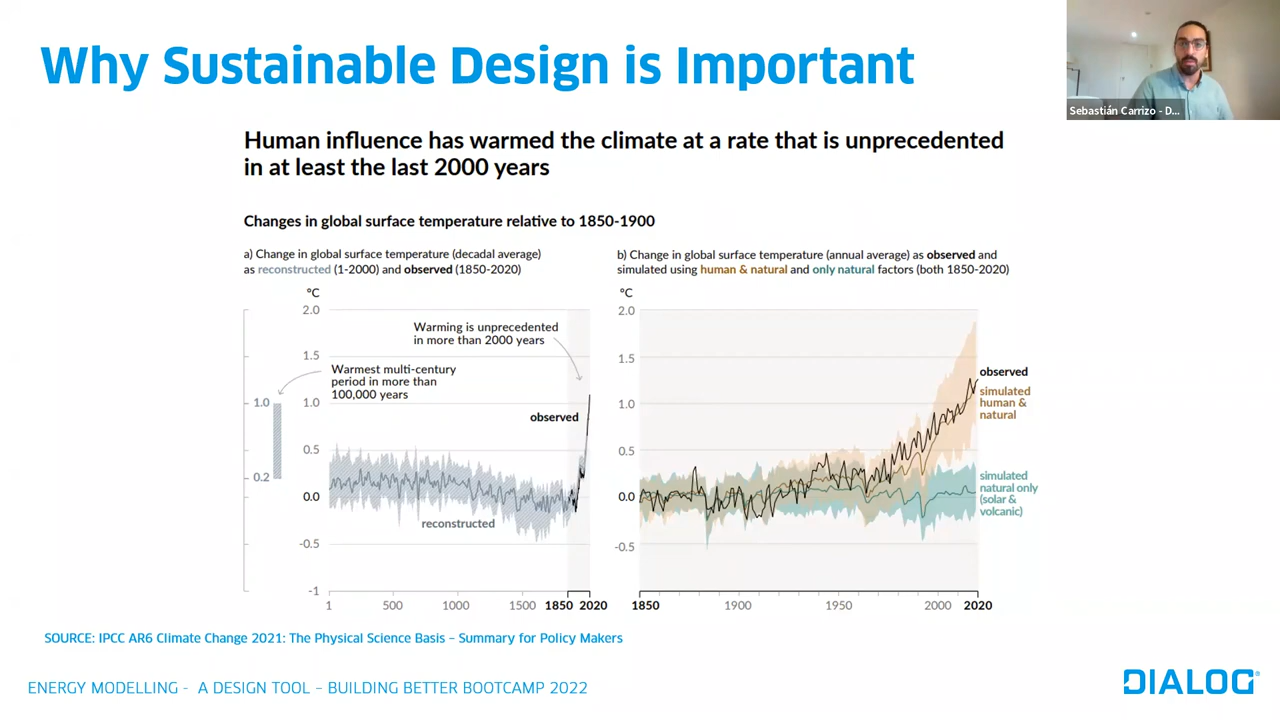 Why Sustainable Design is Important
Sebastián Carrizo - D...
Human influence has warmed the climate at a rate that is unprecedented
in at least the last 2000 years
Changes in global surface temperature relative to 1850-1900
a) Change in global surface temperature (decadal average)
as reconstructed (1-2000) and observed (1850-2020)
°C
2.0
1.5
1.0
0.5
0.0
-0.5
-1
1.0
0.2
Warming is unprecedented
in more than 2000 years
Warmest multi-century
period in more than
100,000 years
observed
reconstructed
1
500
1000
1500
1850
2020
b) Change in global surface temperature (annual average) as observed and
simulated using human & natural and only natural factors (both 1850-2020)
°C
2.0
1.5
1.0
0.5
0.0
-0.5
observed
simulated
human &
natural
simulated
natural only
(solar &
volcanic)
1850
1900
1950
2000
2020
SOURCE: IPCC AR6 Climate Change 2021: The Physical Science Basis – Summary for Policy Makers
ENERGY MODELLING - A DESIGN TOOL – BUILDING BETTER BOOTCAMP 2022
DIALOG®